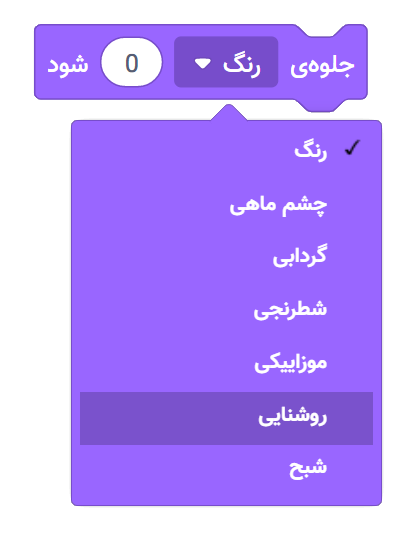 جلوه‌ی رنگ 0 شود
رنگ
چشم ماهی
گردابی
شطرنجی
موزاییکی
روشنایی
شبح